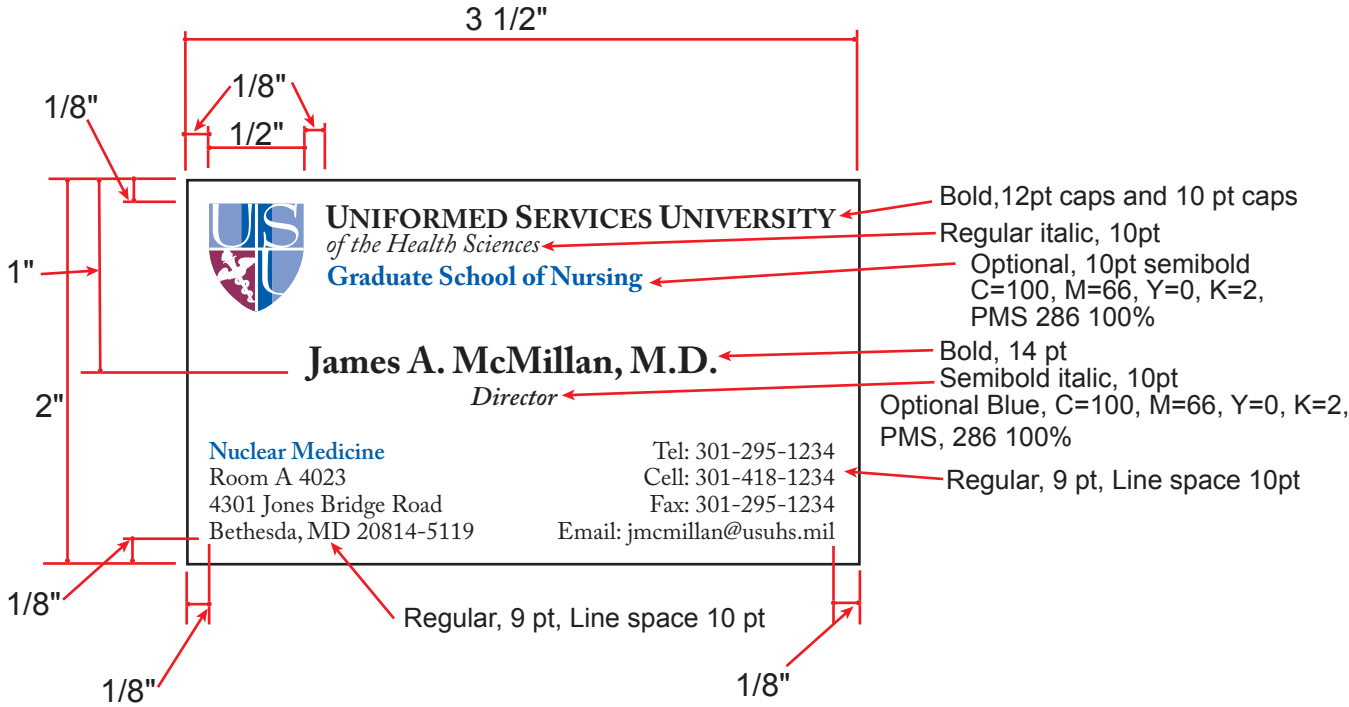 3 1/2"
1/8"
1/8"
1/2"
1/8"
USU
UNIFORMED SERVICES UNIVERSITY
of the Health Sciences
Graduate School of Nursing
Bold,12pt caps and 10 pt caps
Regular italic, 10pt
Optional, 10pt semibold
C=100, M=66, Y=0, K=2,
PMS 286 100%
1"
2"
James A. McMillan, M.D.
Director
Bold, 14 pt
Semibold italic, 10pt
Optional Blue, C=100, M=66, Y=0, K=2,
PMS, 286 100%
Nuclear Medicine
Room A 4023
4301 Jones Bridge Road
Bethesda, MD 20814-5119
Tel: 301-295-1234
Cell: 301-418-1234
Fax: 301-295-1234
Email: jmcmillan@usuhs.mil
Regular, 9 pt, Line space 10pt
1/8"
Regular, 9 pt, Line space 10 pt
1/8"
1/8"